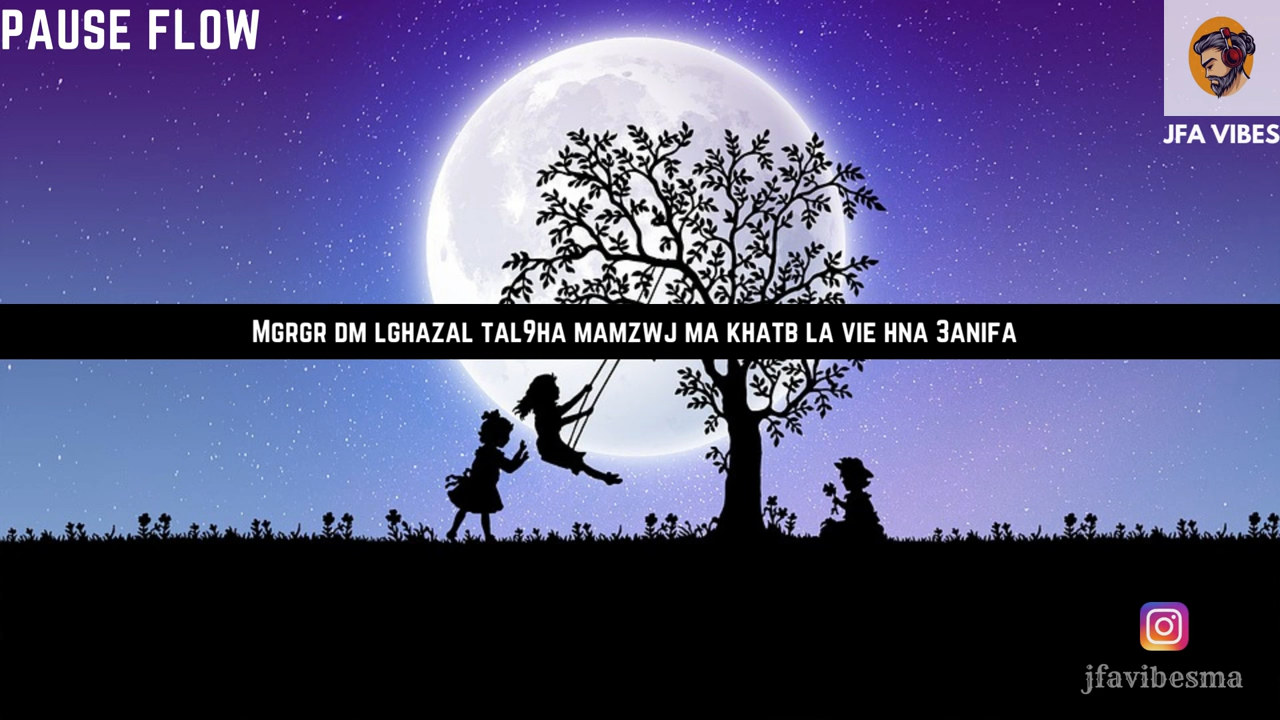 PAUSE FLOW
JFA VIBES
Mgrgr dm lghazal tal9ha mamzwj ma khatb la vie hna 3anifa
jfavibesma